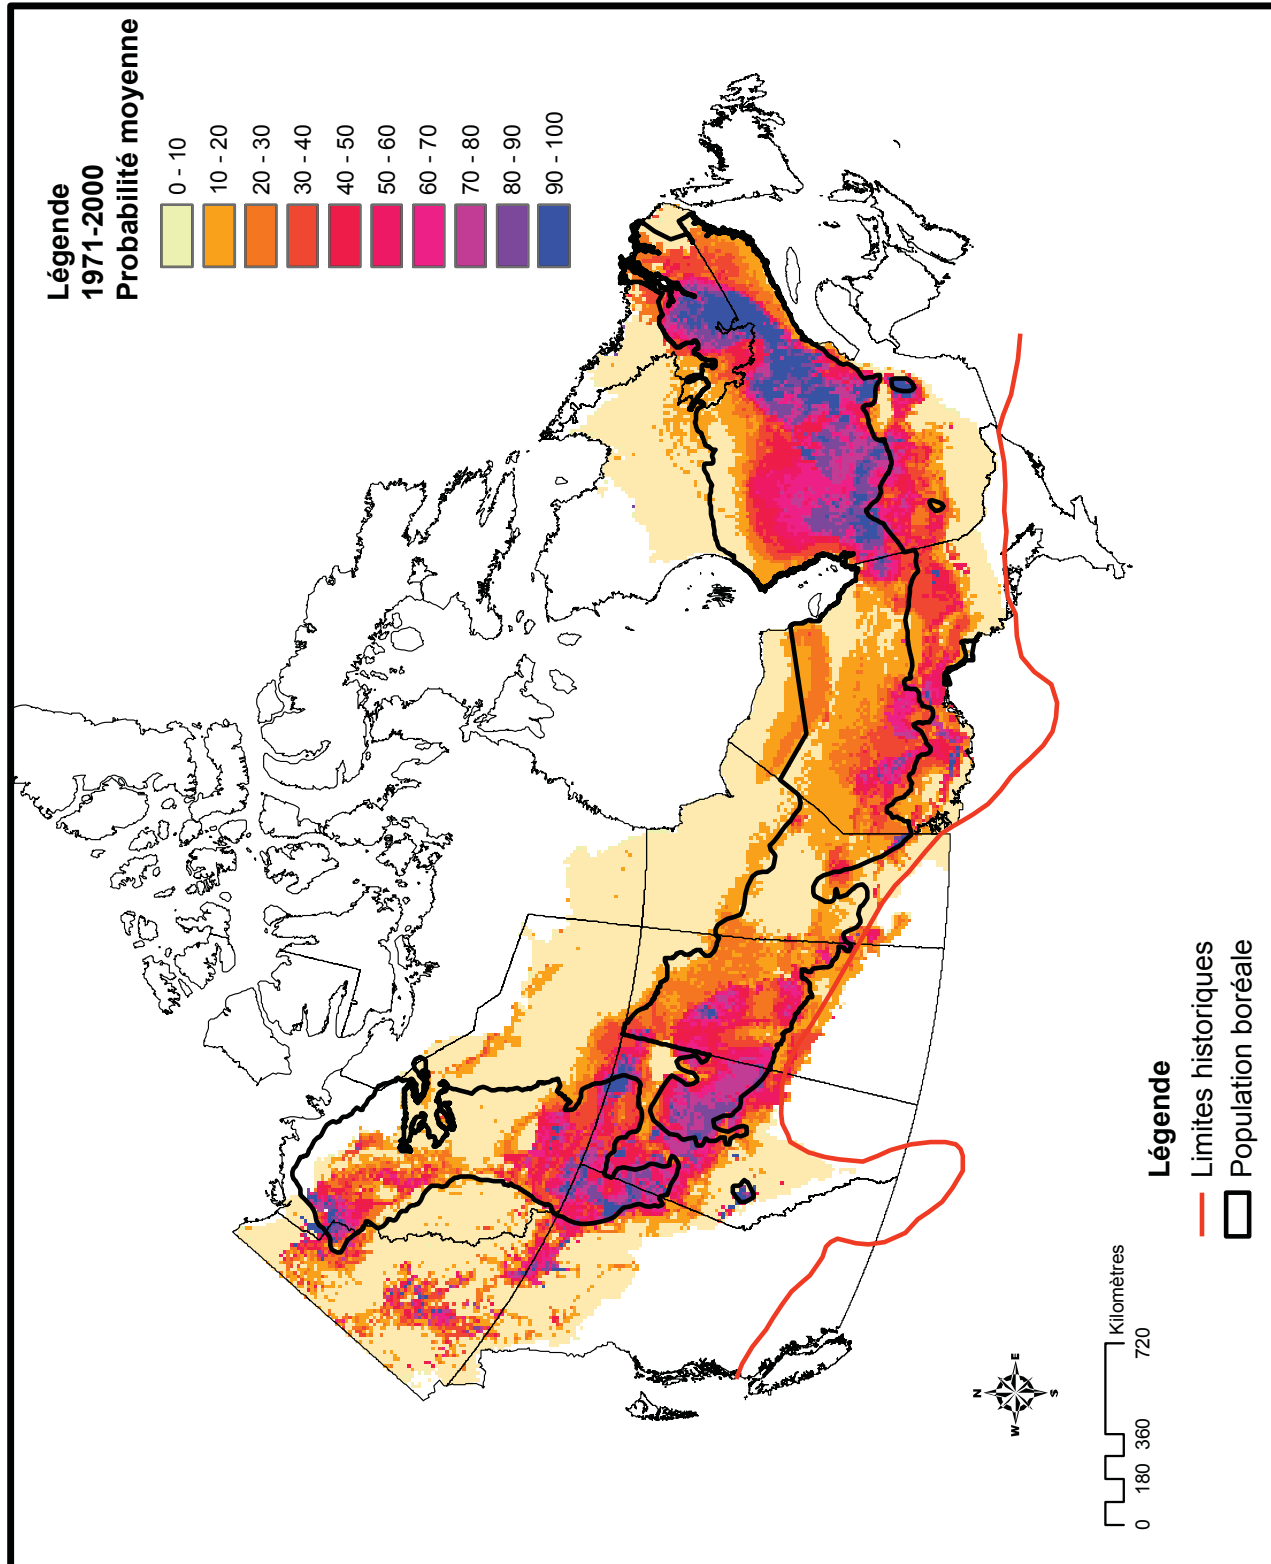 Légende
1971-2000
Probabilité moyenne
0 - 10
10 - 20
20 - 30
30 - 40
40 - 50
50 - 60
60 - 70
70 - 80
80 - 90
90 - 100
Légende
Limites historiques
Population boréale
N
W E
S
Kilomètres
0 180 360 720